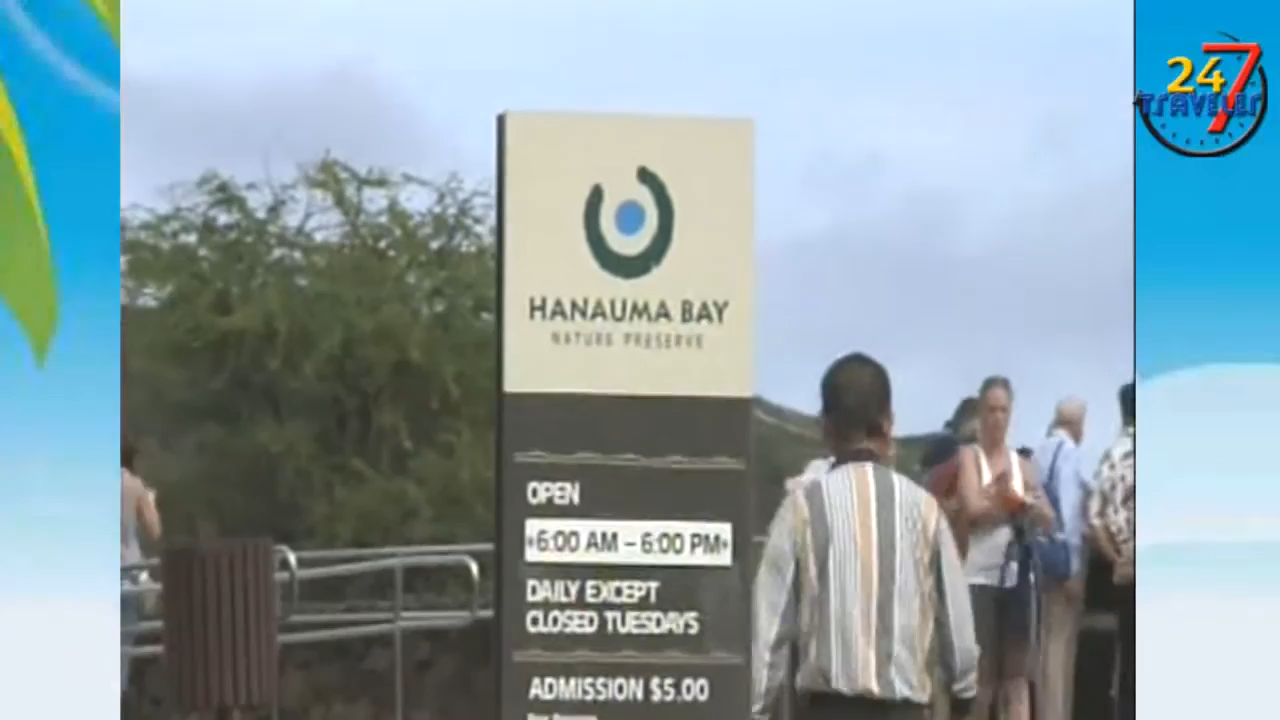 24
7
TRAVELER
HANAUMA BAY
NATURE PRESERVE
OPEN
6:00 AM – 6:00 PM
DAILY EXCEPT
CLOSED TUESDAYS
ADMISSION $5.00